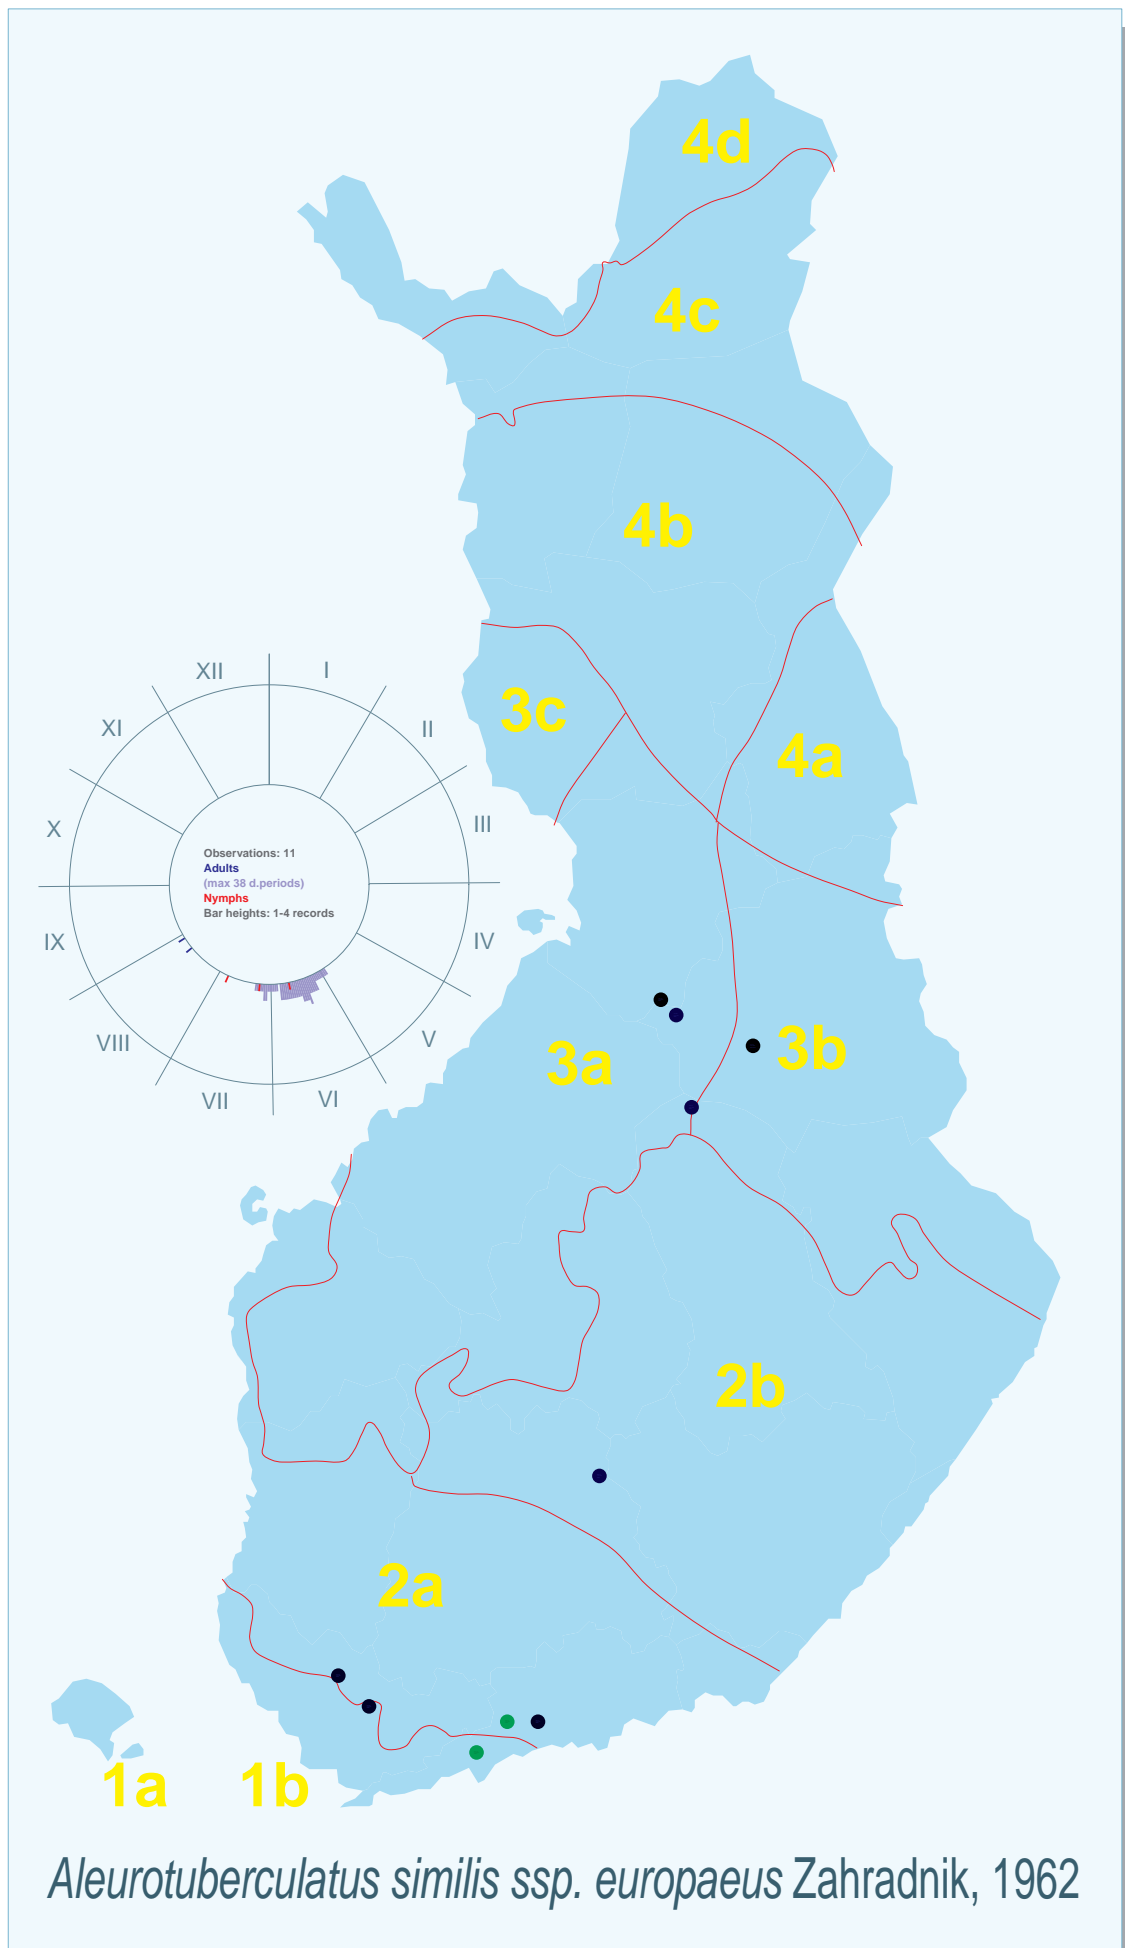 4d
4c
4b
3c
4a
XII
I
XI
II
X
III
Observations: 11
Adults
(max 38 d.periods)
Nymphs
Bar heights: 1-4 records
IX
IV
VIII
V
VII
VI
3a
3b
2b
2a
1a
1b
Aleurotuberculatus similis ssp. europaeus Zahradnik, 1962